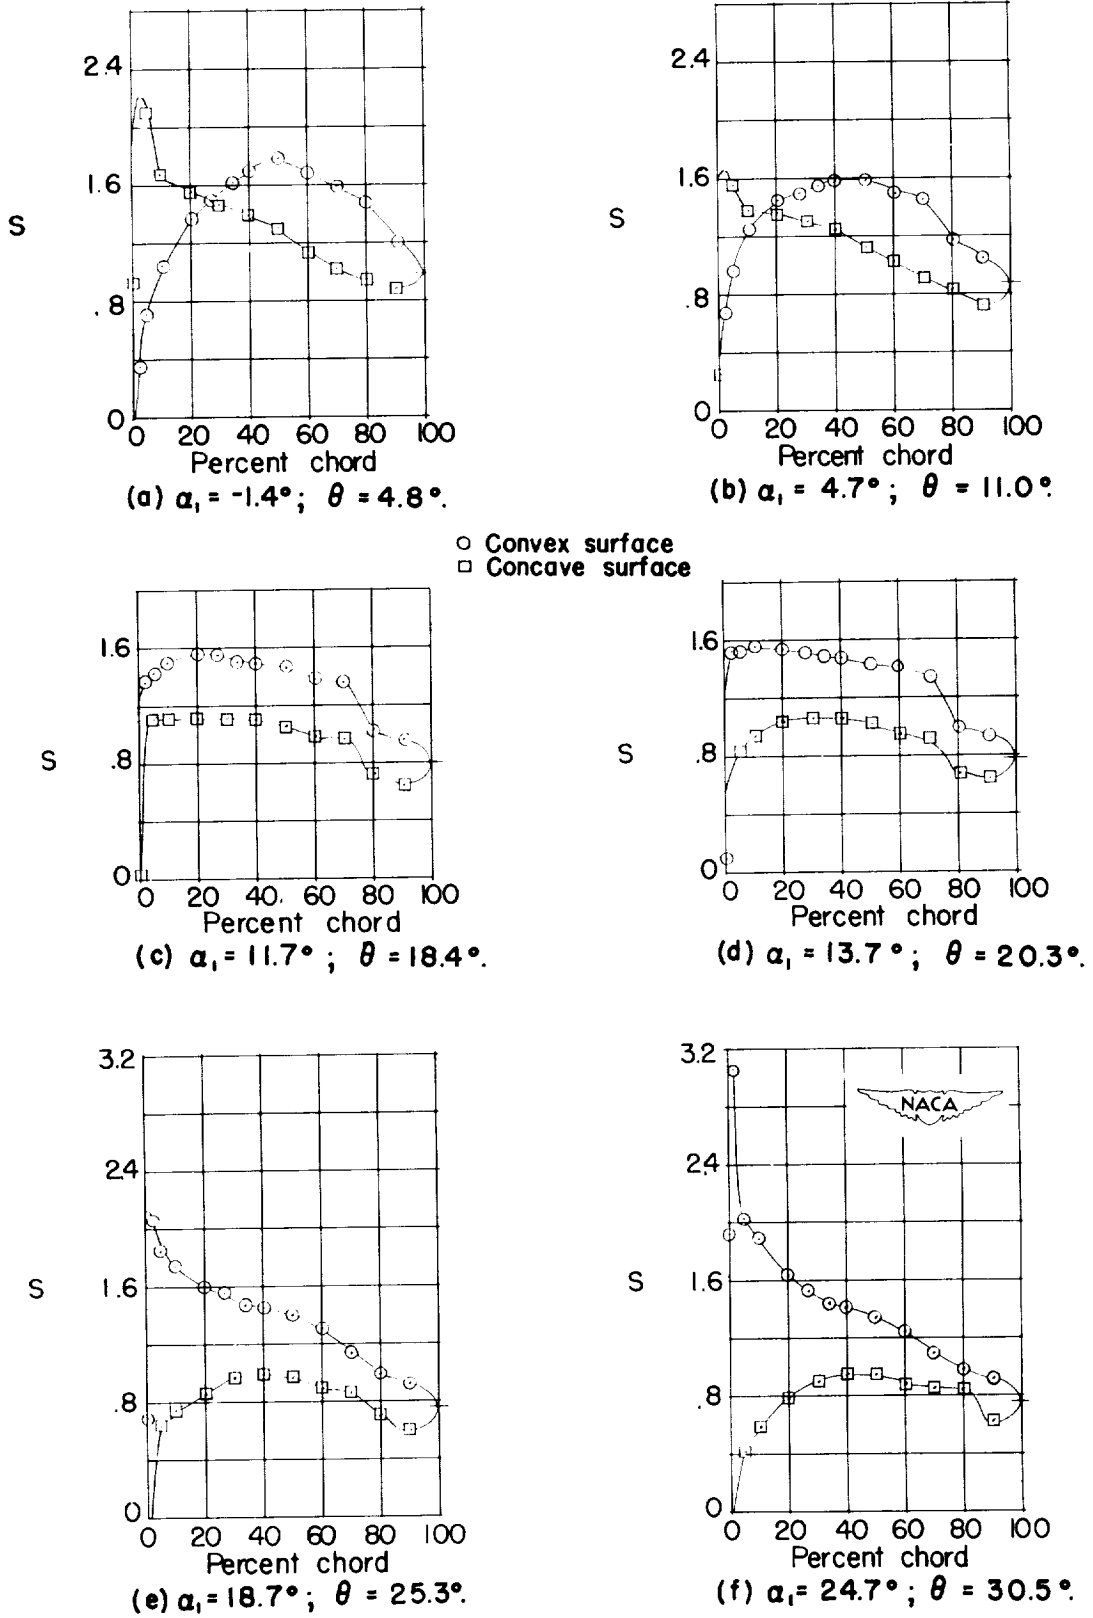 2.4
1.6
S
.8
0
0 20 40 60 80 100
Percent chord
(a) α₁ = -1.4°; θ = 4.8°.
2.4
1.6
S
.8
0
0 20 40 60 80 100
Percent chord
(b) α₁ = 4.7°; θ = 11.0°.
○ Convex surface
□ Concave surface
1.6
S
.8
0
0 20 40 60 80 100
Percent chord
(c) α₁ = 11.7°; θ = 18.4°.
1.6
S
.8
0
0 20 40 60 80 100
Percent chord
(d) α₁ = 13.7°; θ = 20.3°.
3.2
2.4
1.6
S
.8
0
0 20 40 60 80 100
Percent chord
(e) α₁ = 18.7°; θ = 25.3°.
3.2
NACA
2.4
1.6
S
.8
0
0 20 40 60 80 100
Percent chord
(f) α₁ = 24.7°; θ = 30.5°.